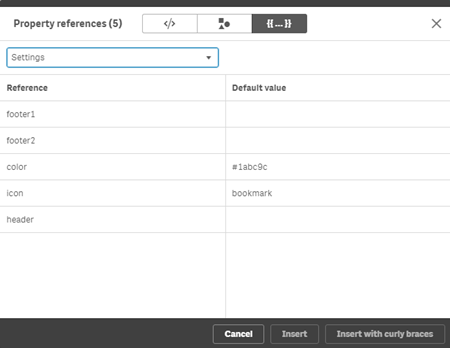 Property references (5) </> {{ ... }}
Settings
Reference Default value
footer1
footer2
color #1abc9c
icon bookmark
header
Cancel Insert Insert with curly braces